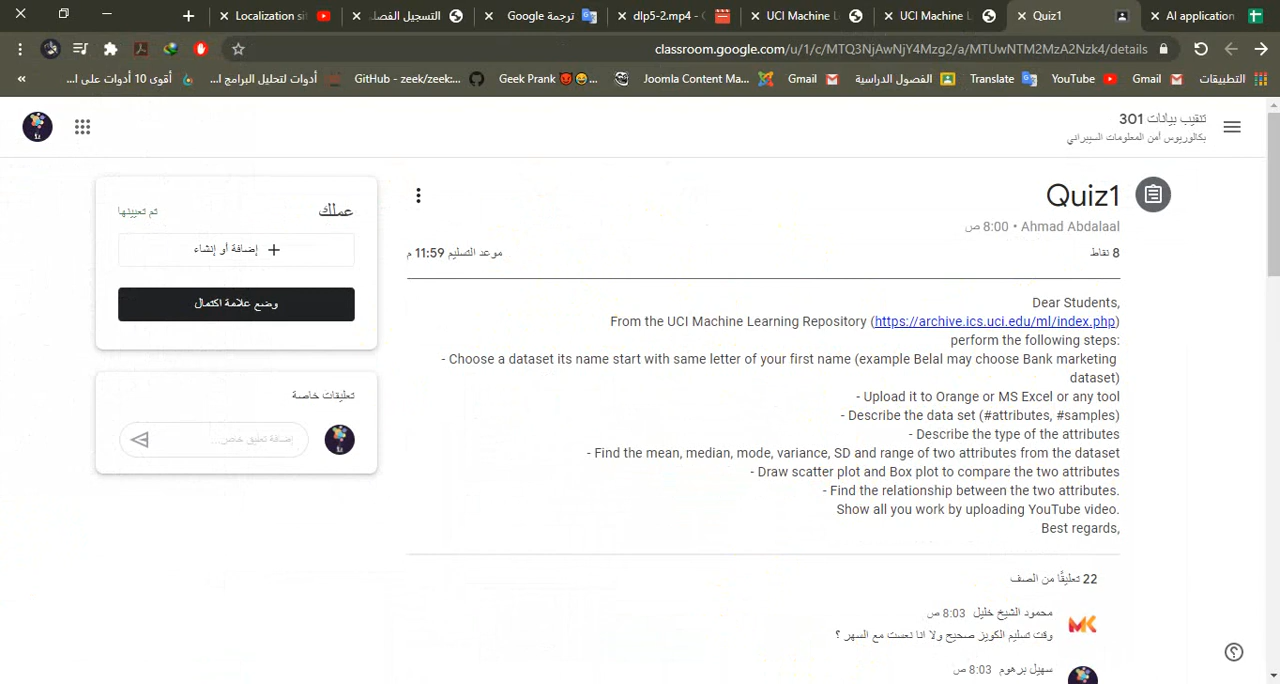 Localization si
التسجيل الفصلي
ترجمة Google
dlp5-2.mp4 - G
UCI Machine L
UCI Machine L
Quiz1
AI application
classroom.google.com/u/1/c/MTQ3NjAwNjY4Mzg2/a/MTUwNTM2MzA2Nzk4/details
« أقوى 10 أدوات على ا... أدوات لتحليل البرامج ا... GitHub - zeek/zeek:... Geek Prank 😈😄... Joomla Content Ma... Gmail الفصول الدراسية Translate YouTube Gmail التطبيقات
تنقيب بيانات 301
بكالوريوس أمن المعلومات السيبراني
Quiz1
Ahmad Abdalaal • 8:00 ص
8 نقاط
موعد التسليم 11:59 م
Dear Students,
From the UCI Machine Learning Repository (https://archive.ics.uci.edu/ml/index.php)
perform the following steps:
- Choose a dataset its name start with same letter of your first name (example Belal may choose Bank marketing
dataset)
- Upload it to Orange or MS Excel or any tool
- Describe the data set (#attributes, #samples)
- Describe the type of the attributes
- Find the mean, median, mode, variance, SD and range of two attributes from the dataset
- Draw scatter plot and Box plot to compare the two attributes
- Find the relationship between the two attributes.
Show all you work by uploading YouTube video.
Best regards,
22 تعليقًا من الصف
محمود الشيخ خليل 8:03 ص
وقت تسليم الكويز صحيح ولا انا نعست مع السهر ؟
سهيل برهوم 8:03 ص
عملك
تم تعيينها
+ إضافة أو إنشاء
وضع علامة اكتمال
تعليقات خاصة
إضافة تعليق خاص...